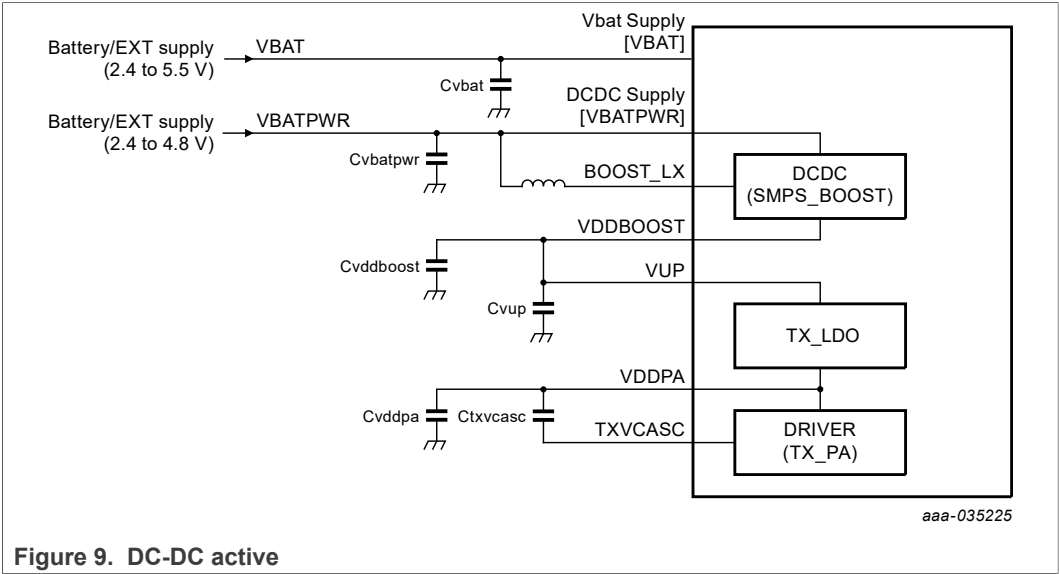 Vbat Supply
[VBAT]
Battery/EXT supply
(2.4 to 5.5 V)
VBAT
Cvbat
DCDC Supply
[VBATPWR]
Battery/EXT supply
(2.4 to 4.8 V)
VBATPWR
Cvbatpwr
BOOST_LX
DCDC
(SMPS_BOOST)
VDDBOOST
Cvddboost
VUP
Cvup
TX_LDO
VDDPA
Cvddpa
Ctxvcasc
TXVCASC
DRIVER
(TX_PA)
aaa-035225
Figure 9. DC-DC active